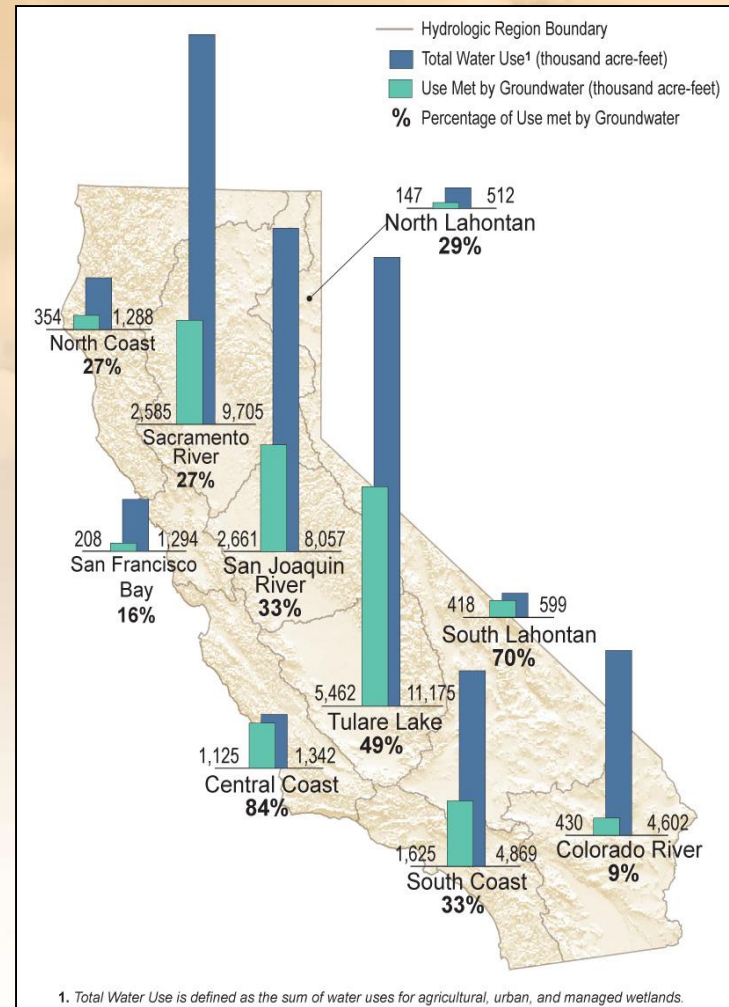 Hydrologic Region Boundary
Total Water Use¹ (thousand acre-feet)
Use Met by Groundwater (thousand acre-feet)
% Percentage of Use met by Groundwater
147 512
North Lahontan
29%
354 1,288
North Coast
27%
2,585 9,705
Sacramento
River
27%
208 1,294
San Francisco
Bay
16%
2,661 8,057
San Joaquin
River
33%
418 599
South Lahontan
70%
5,462 11,175
Tulare Lake
49%
1,125 1,342
Central Coast
84%
430 4,602
Colorado River
9%
1,625 4,869
South Coast
33%
1. Total Water Use is defined as the sum of water uses for agricultural, urban, and managed wetlands.